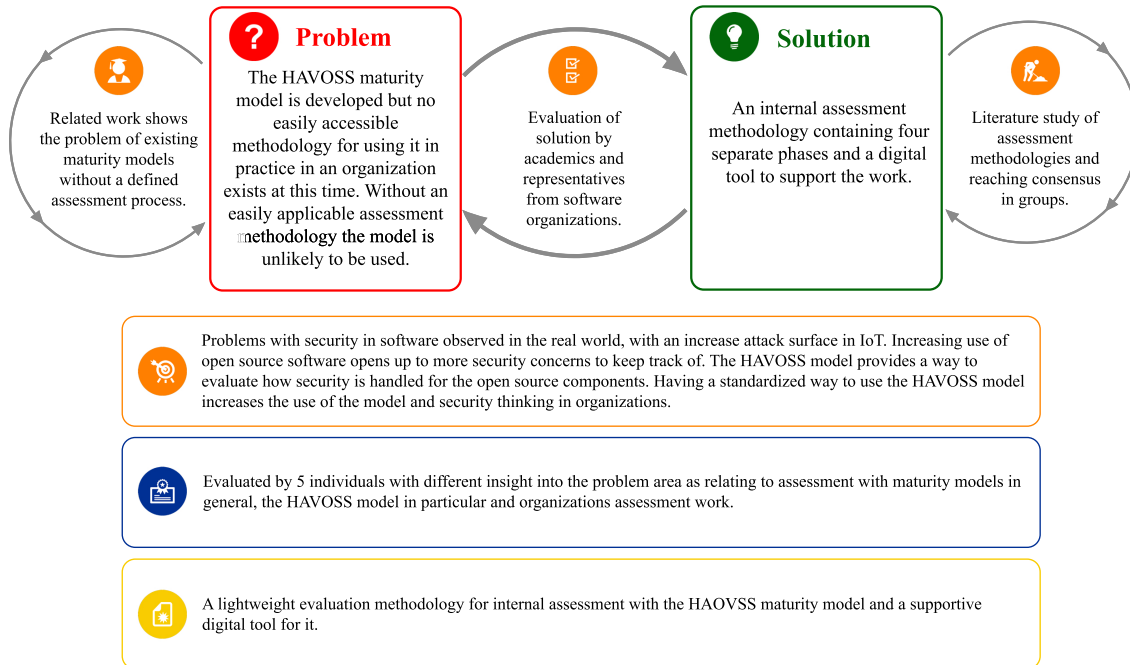 ?
Problem
The HAVOSS maturity
model is developed but no
easily accessible
methodology for using it in
practice in an organization
exists at this time. Without an
easily applicable assessment
methodology the model is
unlikely to be used.
Solution
An internal assessment
methodology containing four
separate phases and a digital
tool to support the work.
Related work shows
the problem of existing
maturity models
without a defined
assessment process.
Evaluation of
solution by
academics and
representatives
from software
organizations.
Literature study of
assessment
methodologies and
reaching consensus
in groups.
Problems with security in software observed in the real world, with an increase attack surface in IoT. Increasing use of
open source software opens up to more security concerns to keep track of. The HAVOSS model provides a way to
evaluate how security is handled for the open source components. Having a standardized way to use the HAVOSS model
increases the use of the model and security thinking in organizations.
Evaluated by 5 individuals with different insight into the problem area as relating to assessment with maturity models in
general, the HAVOSS model in particular and organizations assessment work.
A lightweight evaluation methodology for internal assessment with the HAOVSS maturity model and a supportive
digital tool for it.